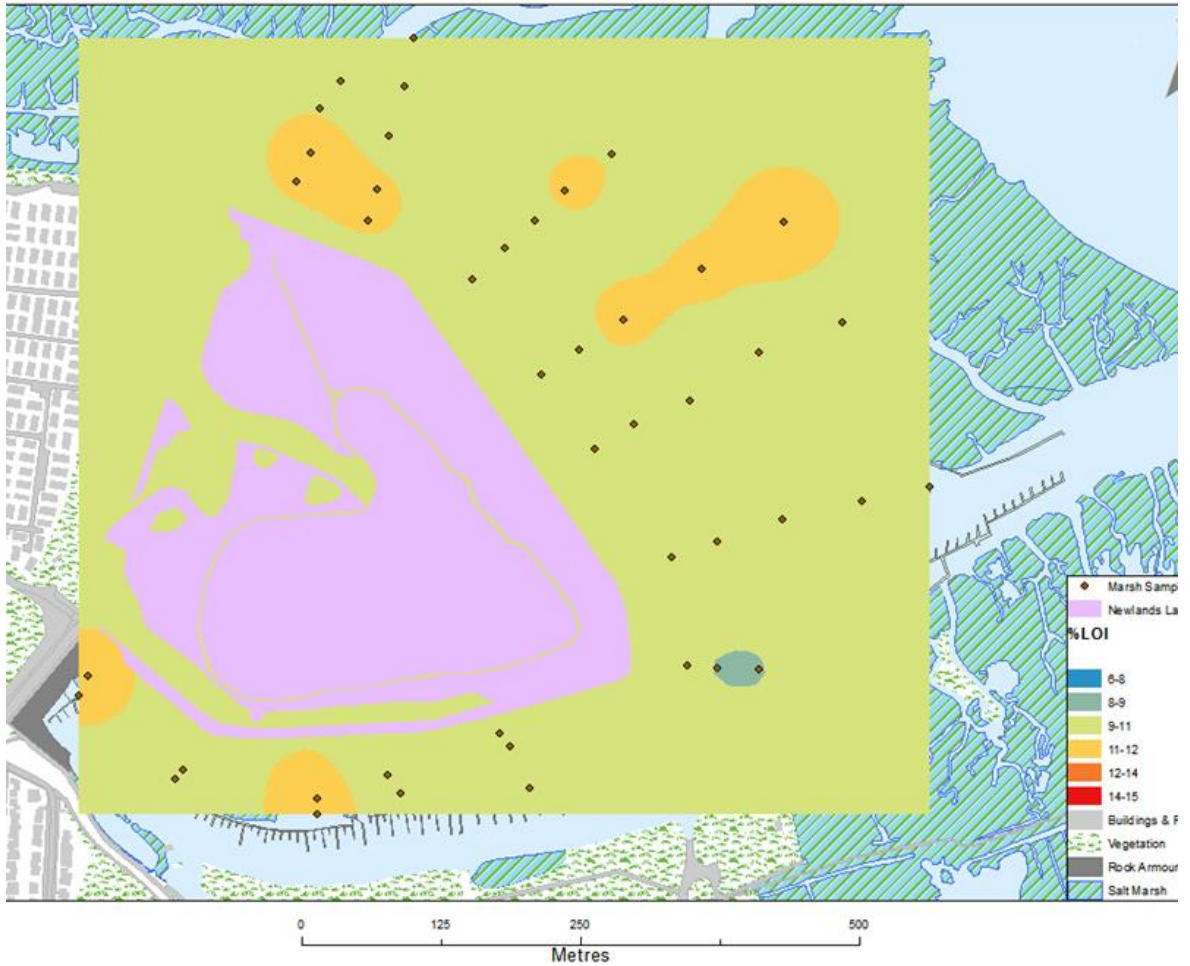 Marsh Samp
Newlands La
%LOI
6-8
8-9
9-11
11-12
12-14
14-15
Buildings & F
Vegetation
Rock Armour
Salt Marsh
0 125 250 500
Metres